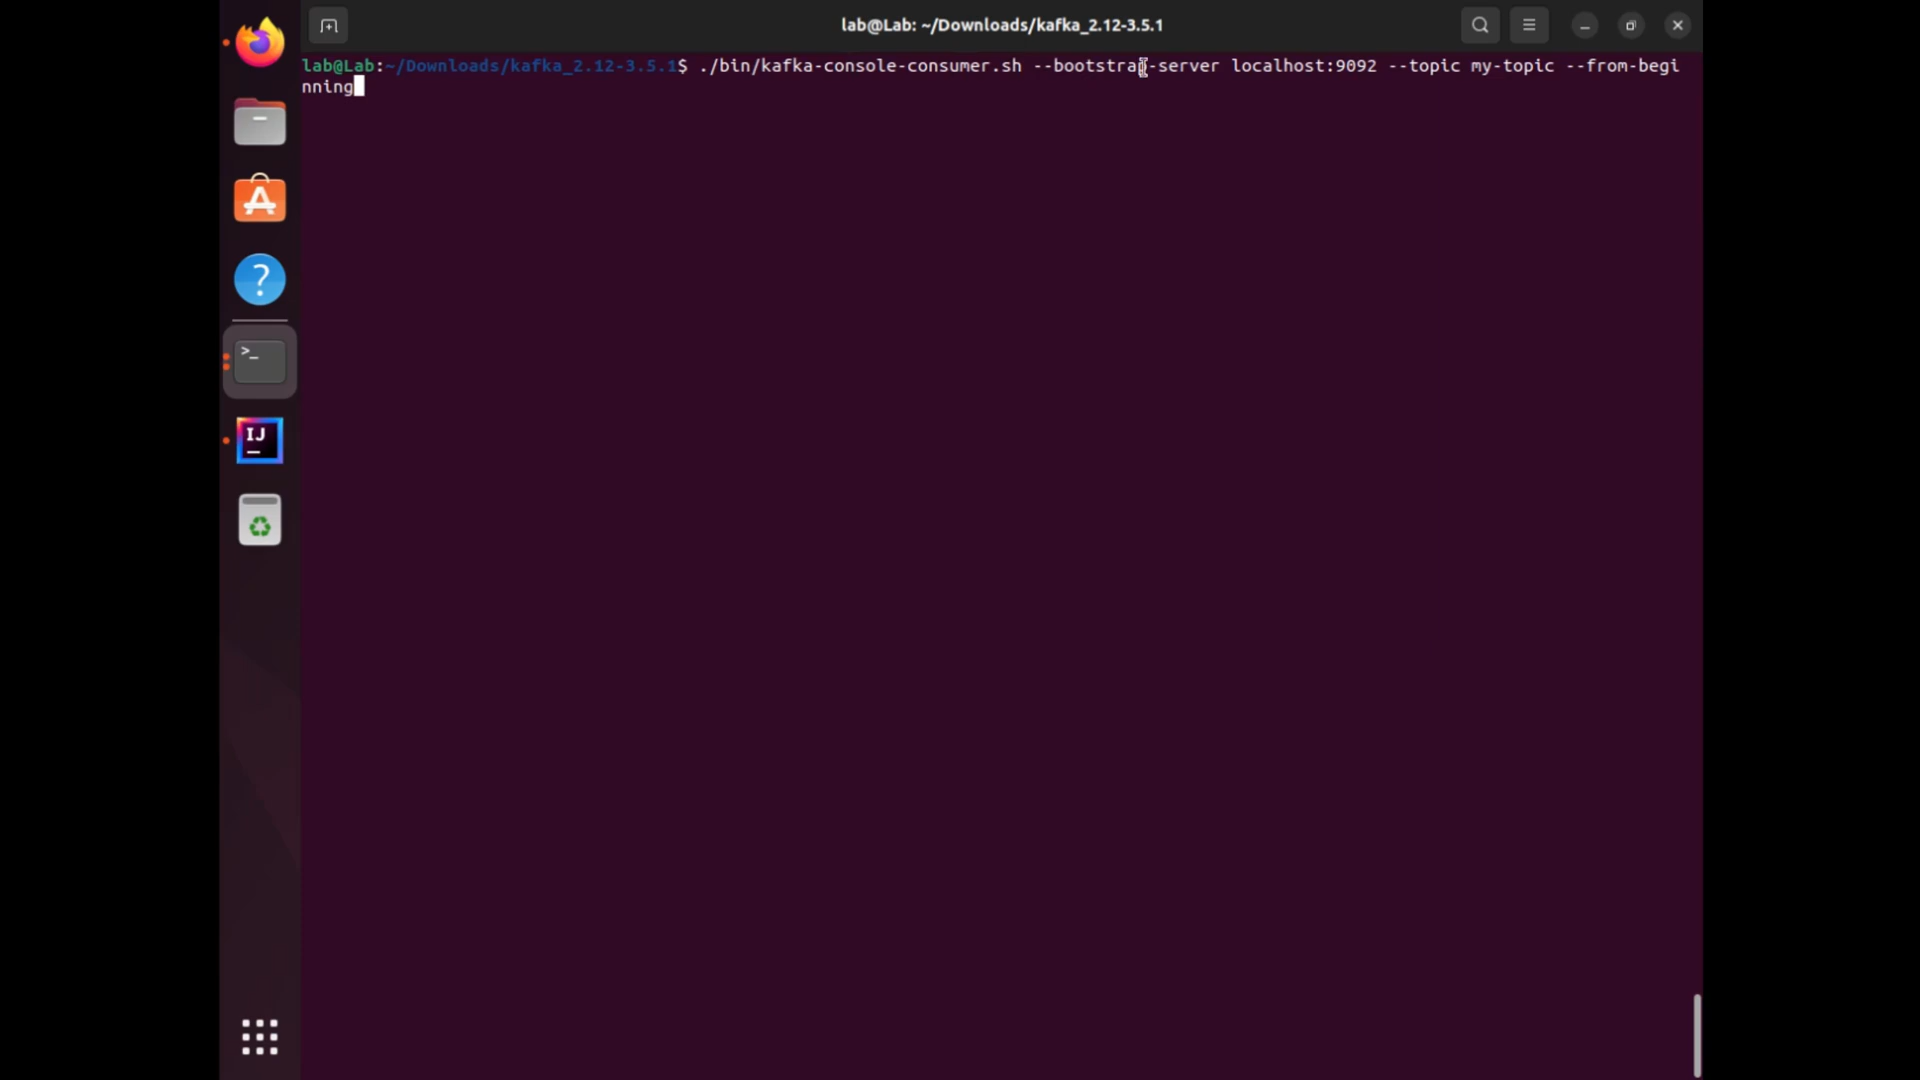 lab@Lab: ~/Downloads/kafka_2.12-3.5.1
lab@Lab:~/Downloads/kafka_2.12-3.5.1$ ./bin/kafka-console-consumer.sh --bootstrap-server localhost:9092 --topic my-topic --from-begi
nning
>_
?
IJ